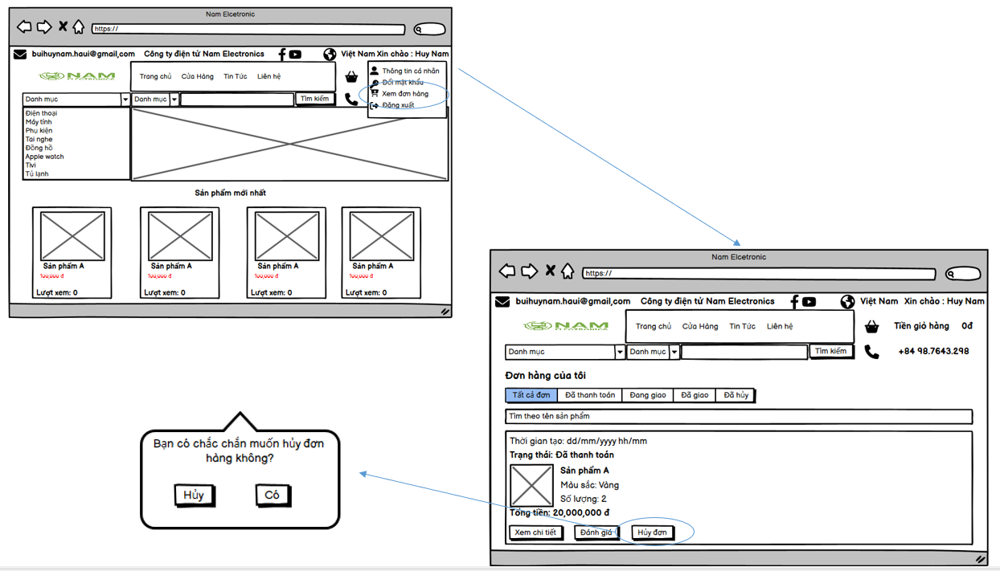 Nam Elcetronic
https://
buihuynam.haui@gmail,com Công ty điện tử Nam Electronics Việt Nam Xin chào : Huy Nam
NAM
ELECTRONICA
Trang chủ Cửa Hàng Tin Tức Liên hệ
Thông tin cá nhân
Đổi mật khẩu
Xem đơn hàng
Đăng xuất
Danh mục Danh mục Tìm kiếm
Điện thoại
Máy tính
Phụ kiện
Tai nghe
Đồng hồ
Apple watch
Tivi
Tủ lạnh
Sản phẩm mới nhất
Sản phẩm A Sản phẩm A Sản phẩm A Sản phẩm A
100,000 đ 100,000 đ 100,000 đ 100,000 đ
Lượt xem: 0 Lượt xem: 0 Lượt xem: 0 Lượt xem: 0
Nam Elcetronic
https://
buihuynam.haui@gmail,com Công ty điện tử Nam Electronics Việt Nam Xin chào : Huy Nam
NAM
ELECTRONICA
Trang chủ Cửa Hàng Tin Tức Liên hệ Tiền giỏ hàng 0đ
Danh mục Danh mục Tìm kiếm +84 98.7643.298
Đơn hàng của tôi
Tất cả đơn Đã thanh toán Đang giao Đã giao Đã hủy
Tìm theo tên sản phẩm
Thời gian tạo: dd/mm/yyyy hh/mm
Trạng thái: Đã thanh toán
Sản phẩm A
Màu sắc: Vàng
Số lượng: 2
Tổng tiền: 20,000,000 đ
Xem chi tiết Đánh giá Hủy đơn
Bạn có chắc chắn muốn hủy đơn
hàng không?
Hủy Có